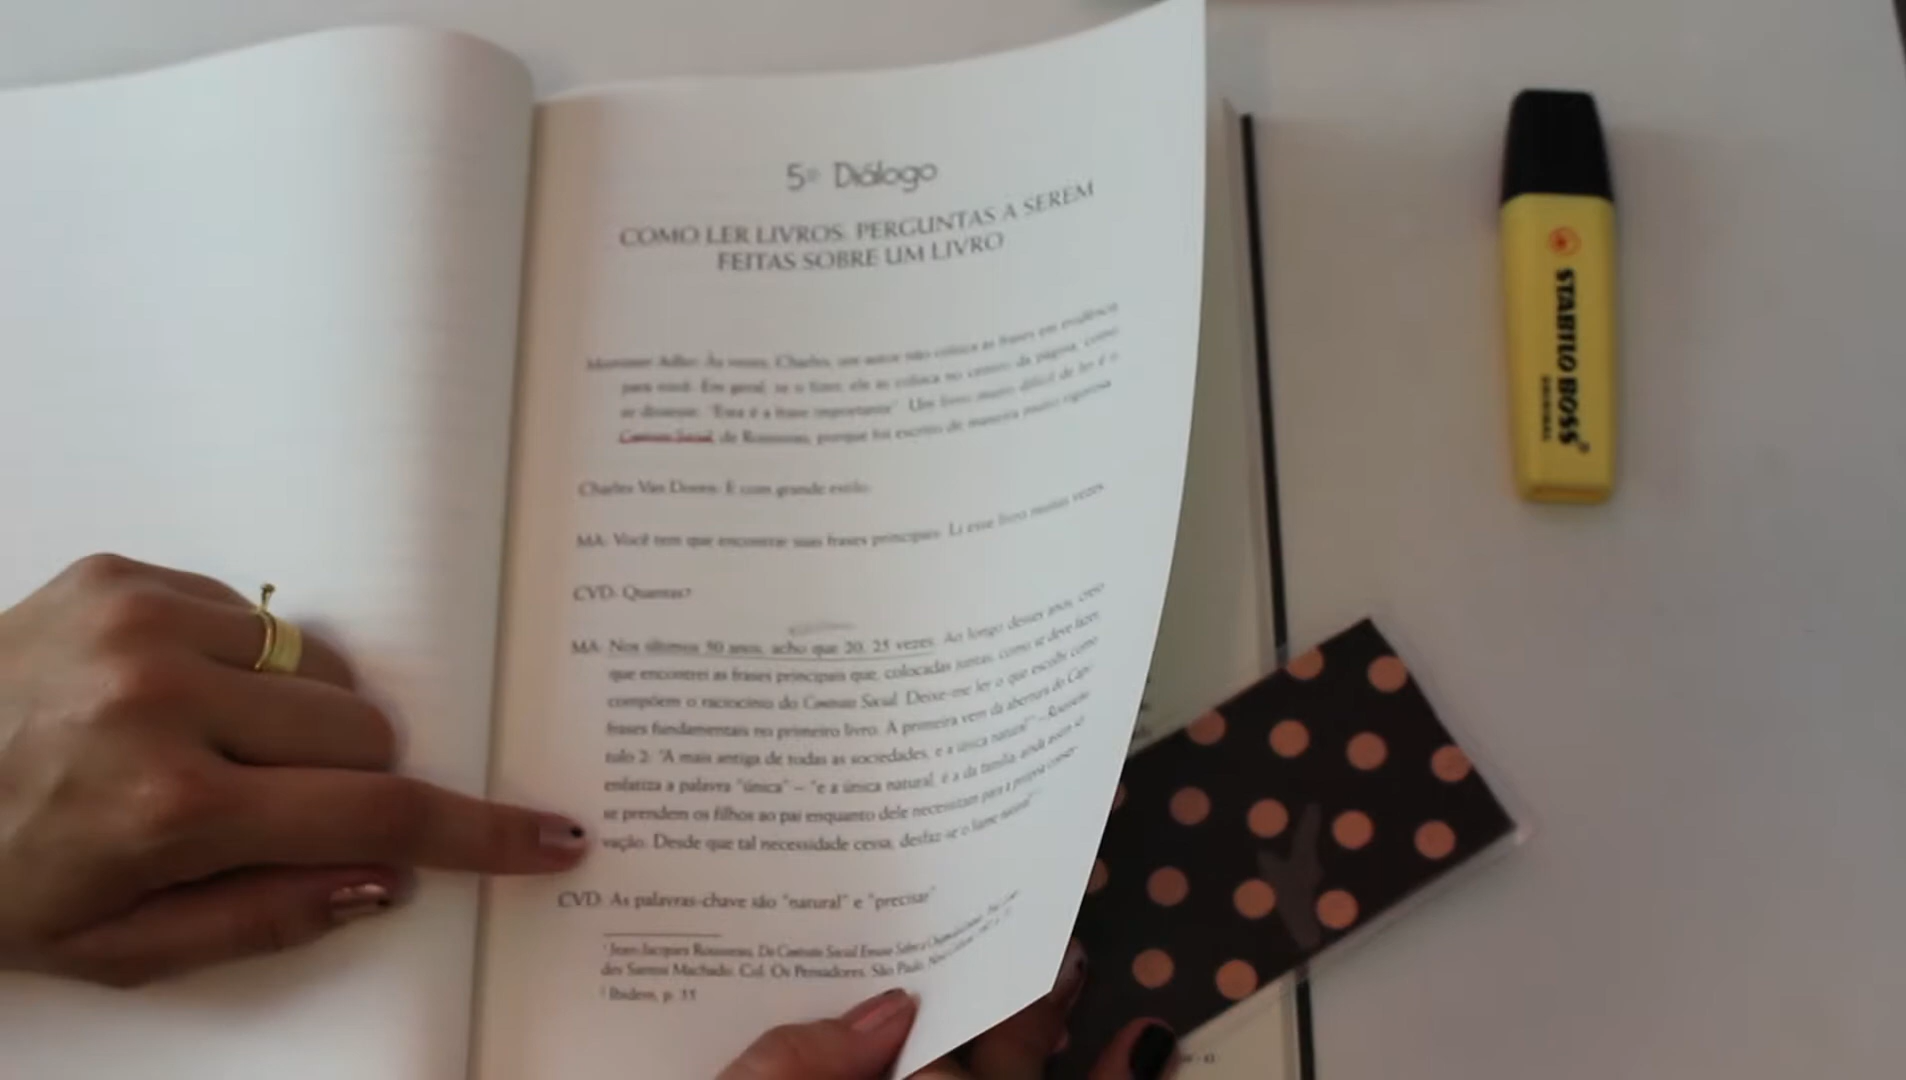 5º Diálogo
COMO LER LIVROS: PERGUNTAS A SEREM
FEITAS SOBRE UM LIVRO
Mortimer Adler: Às vezes, Charles, um autor não coloca as frases em evidência
para você. Em geral, se o fizer, ele as coloca no centro da página, como
se dissesse: "Esta é a frase importante". Um livro muito difícil de ler é o
Contrato Social, de Rousseau, porque foi escrito de maneira muito rigorosa.
Charles Van Doren: E com grande estilo.
MA: Você tem que encontrar suas frases principais. Li esse livro muitas vezes.
CVD: Quantas?
MA: Nos últimos 50 anos, acho que 20, 25 vezes. Ao longo desses anos, creio
que encontrei as frases principais que, colocadas juntas, como se deve fazer,
compõem o raciocínio do Contrato Social. Deixe-me ler o que escolhi como
frases fundamentais no primeiro livro. A primeira vem da abertura do Capí-
tulo 2: "A mais antiga de todas as sociedades, e a única natural" – Rousseau
enfatiza a palavra "única" – "e a única natural, é a da família; ainda assim só
se prendem os filhos ao pai enquanto dele necessitam para a própria conser-
vação. Desde que tal necessidade cessa, desfaz-se o liame natural"
CVD: As palavras-chave são "natural" e "precisar"
¹ Jean-Jacques Rousseau, Do Contrato Social
des Santos Machado. Col. Os Pensadores. São Paulo,
² Ibidem, p. 55
STABILO BOSS
ORIGINAL